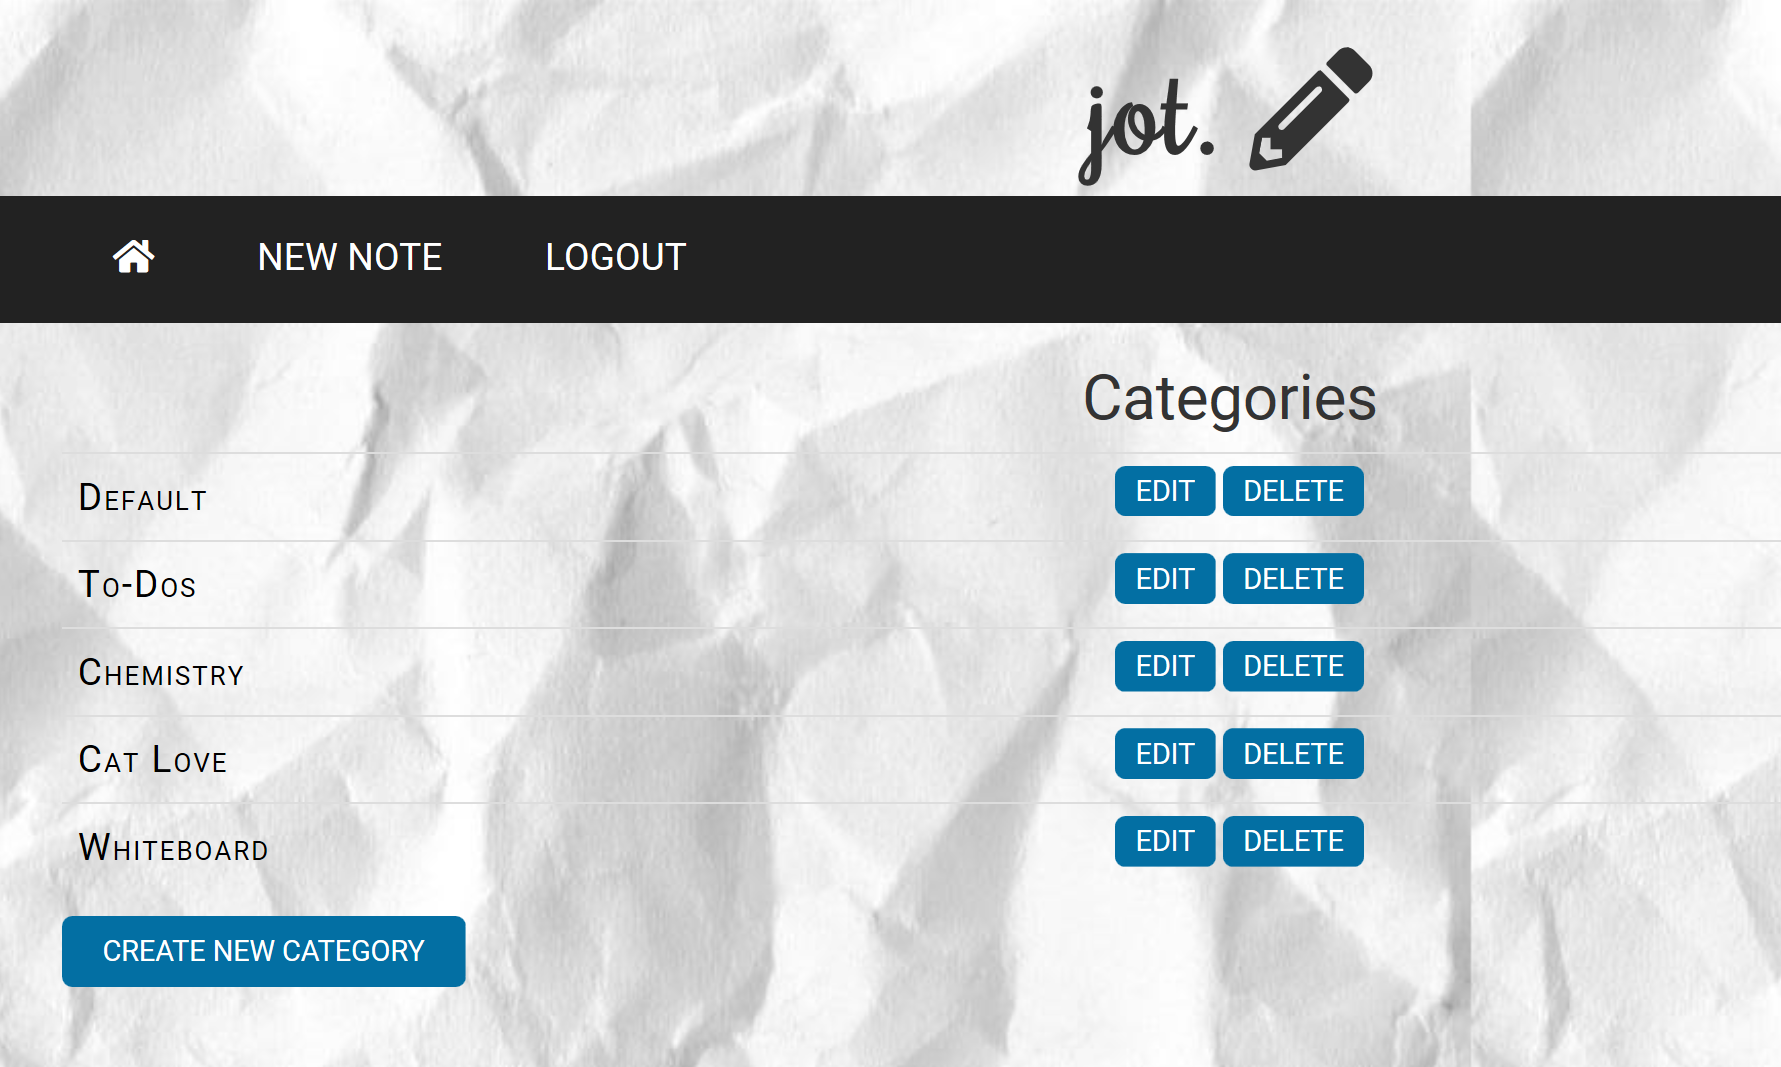 jot.
NEW NOTE LOGOUT
Categories
Default EDIT DELETE
To-Dos EDIT DELETE
Chemistry EDIT DELETE
Cat Love EDIT DELETE
Whiteboard EDIT DELETE
CREATE NEW CATEGORY